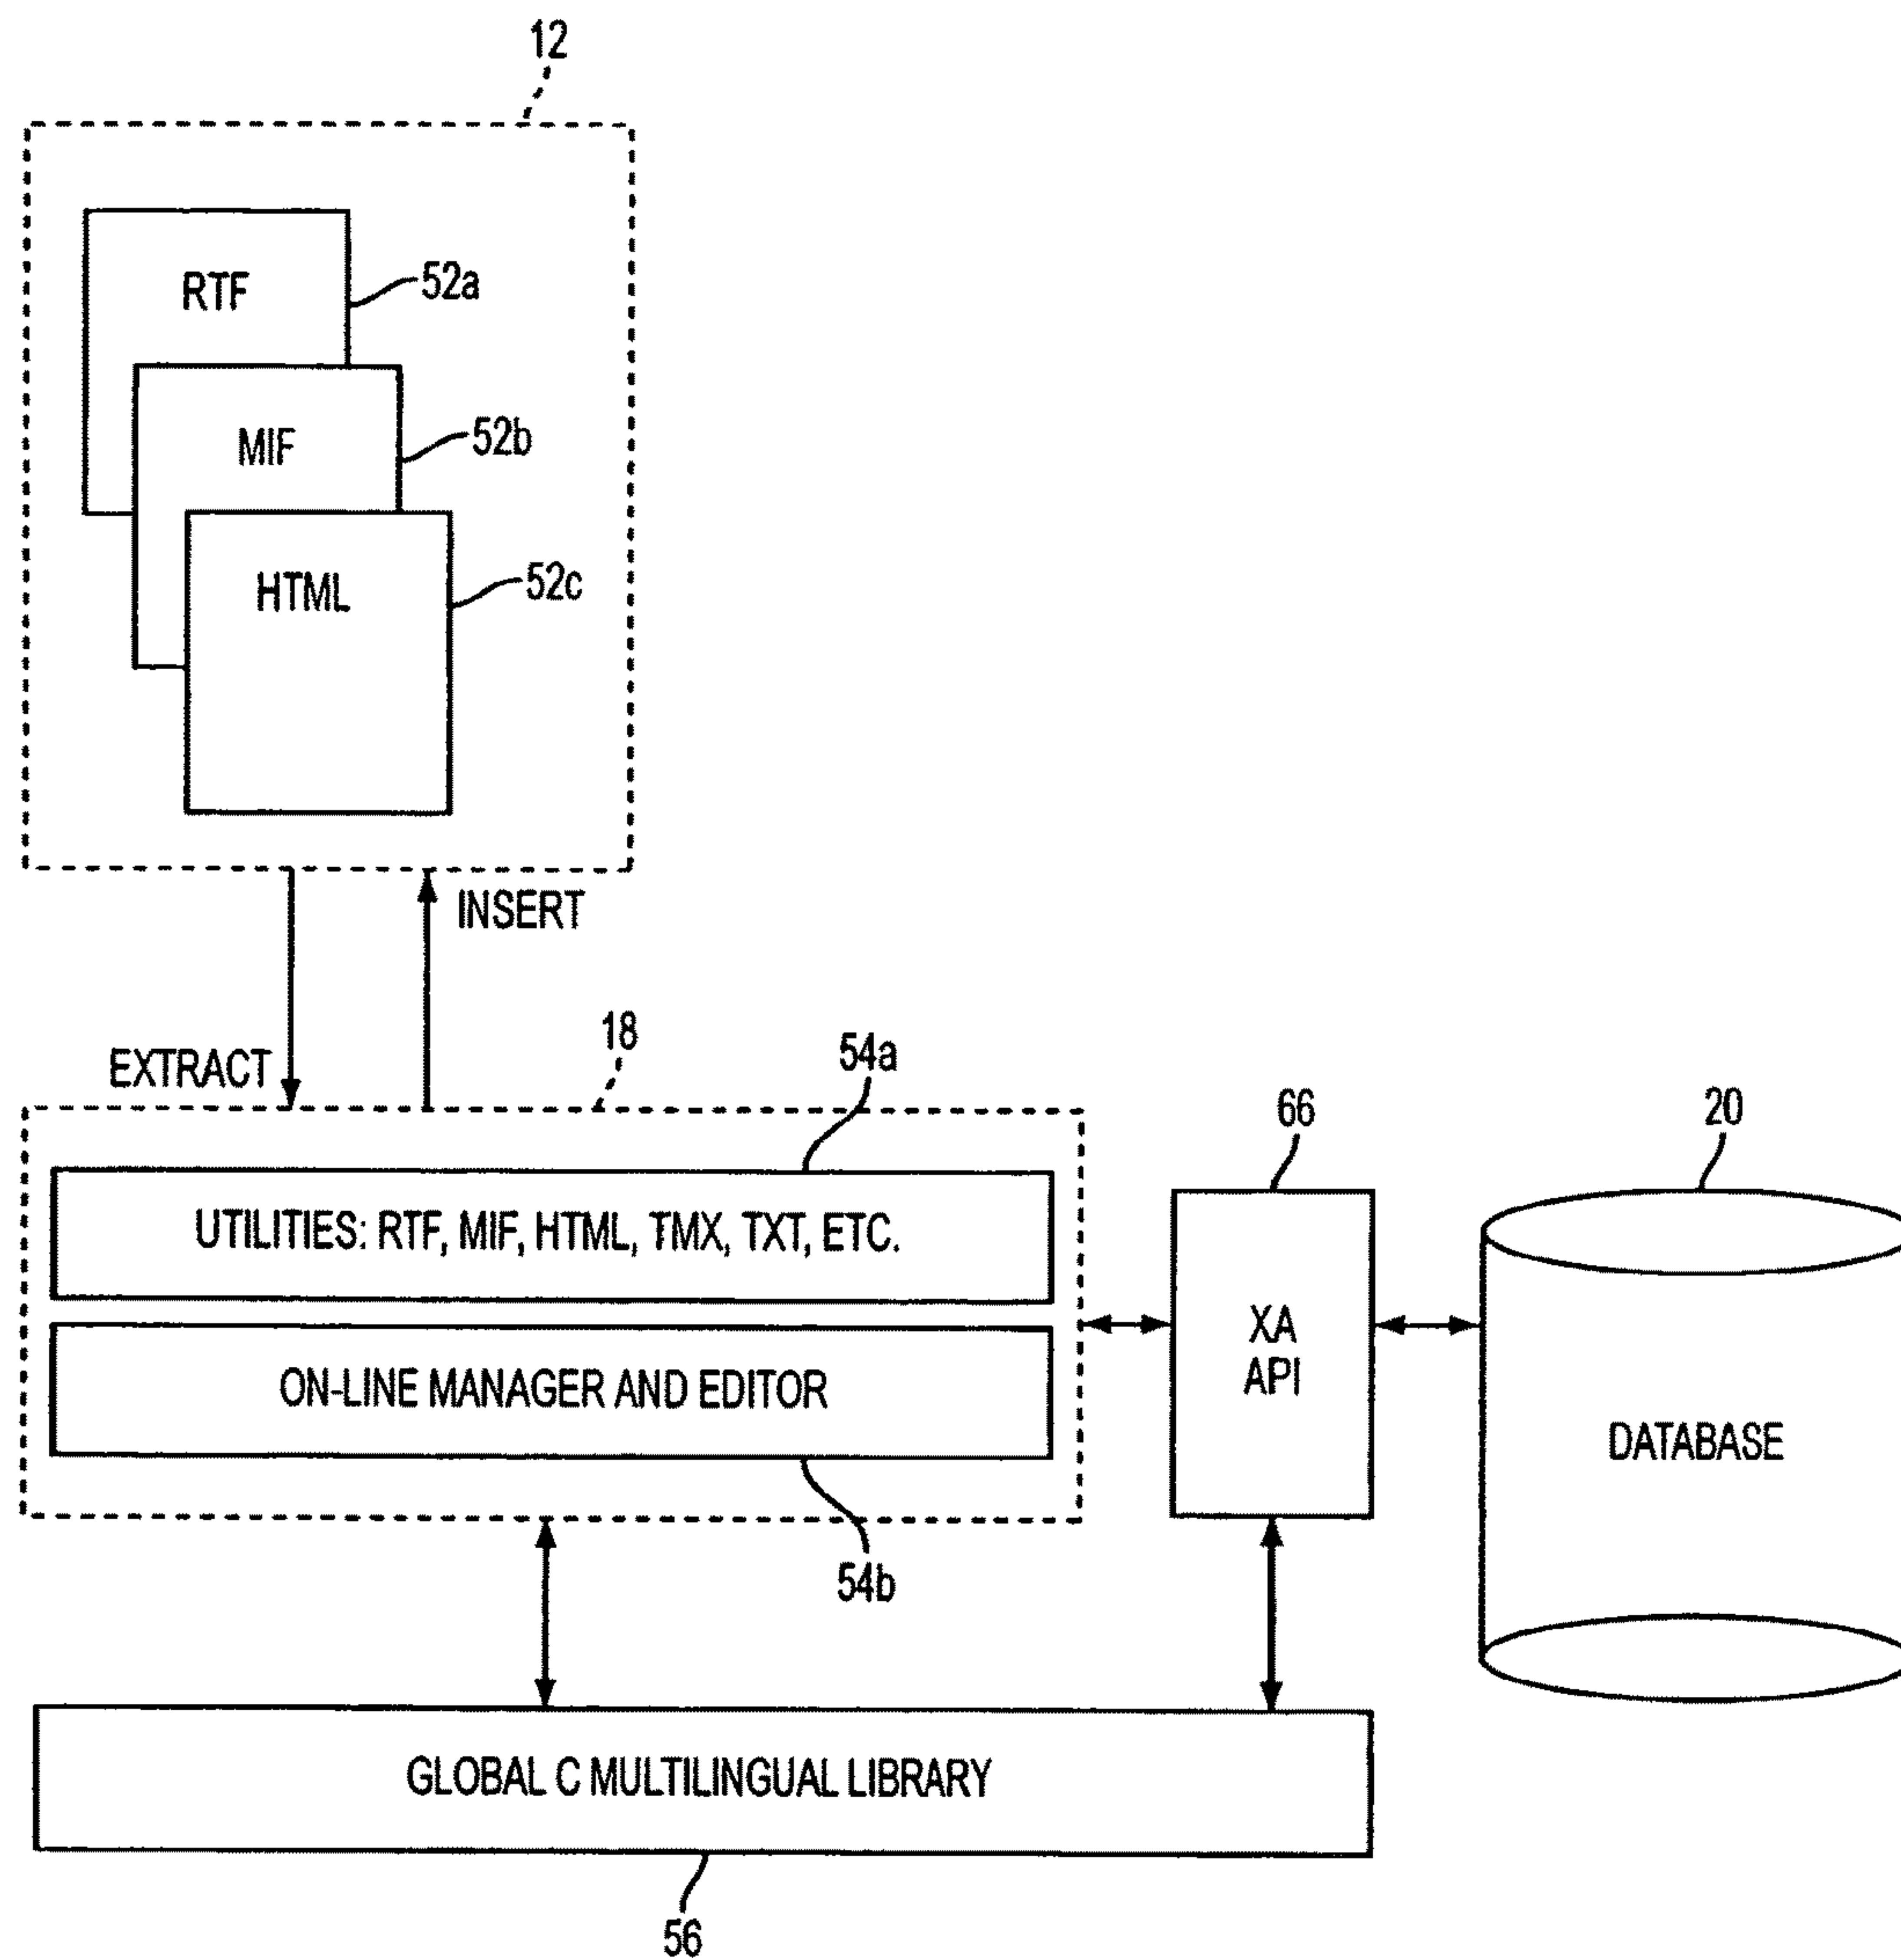 12
RTF
52a
MIF
52b
HTML
52c
INSERT
EXTRACT
18
54a
66
20
UTILITIES: RTF, MIF, HTML, TMX, TXT, ETC.
XA
API
ON-LINE MANAGER AND EDITOR
DATABASE
54b
GLOBAL C MULTILINGUAL LIBRARY
56